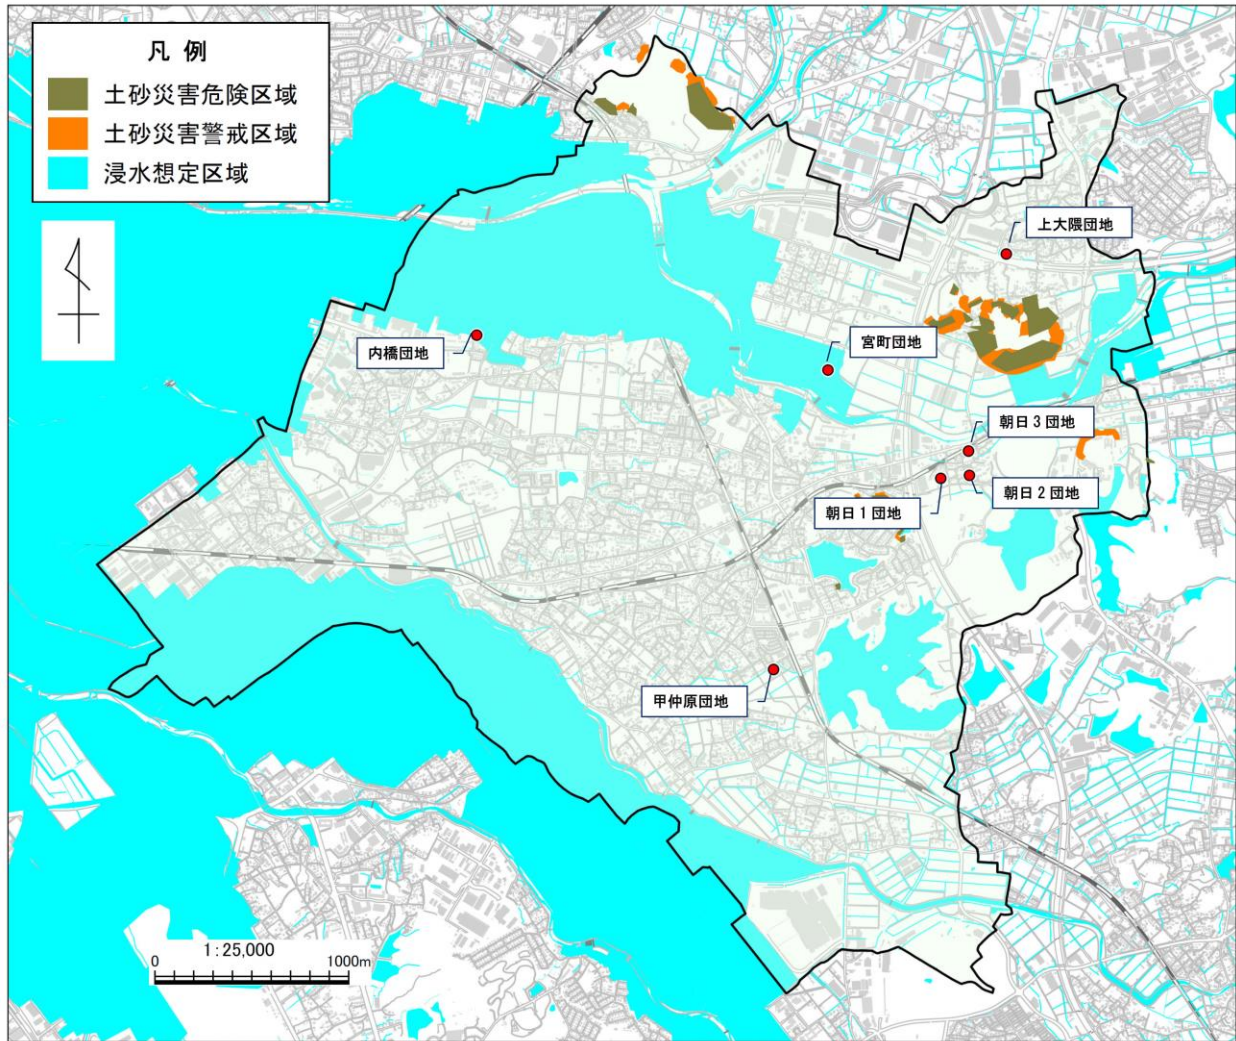 凡 例
土砂災害危険区域
土砂災害警戒区域
浸水想定区域
上大隈団地
内橋団地
宮町団地
朝日3団地
朝日2団地
朝日1団地
甲仲原団地
1:25,000
0 1000m